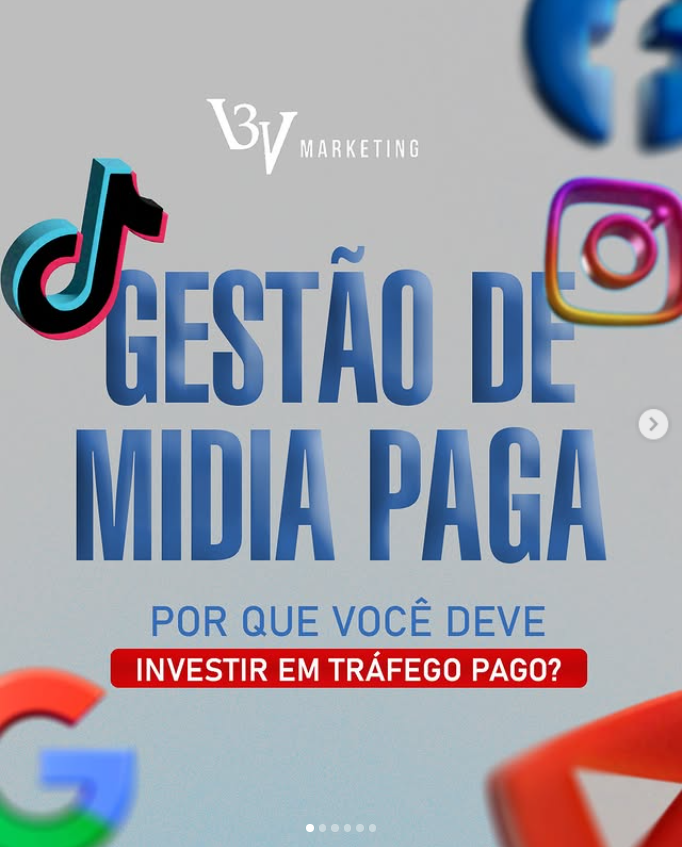 V3V MARKETING
GESTÃO DE
MIDIA PAGA
POR QUE VOCÊ DEVE
INVESTIR EM TRÁFEGO PAGO?